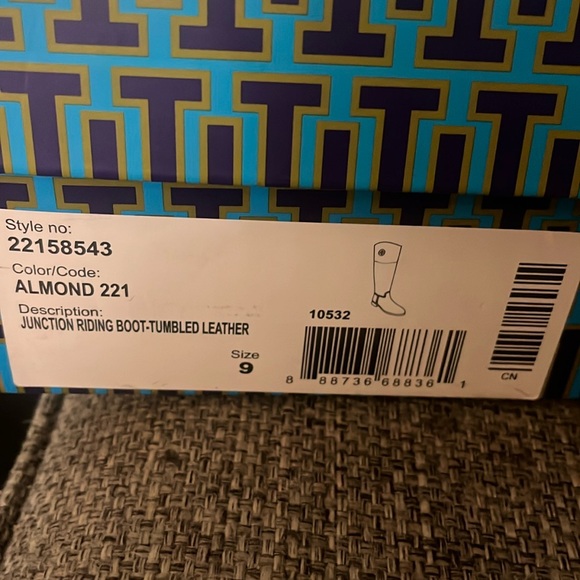 Style no:
22158543
Color/Code:
ALMOND 221
Description:
JUNCTION RIDING BOOT-TUMBLED LEATHER
Size
9
10532
8 88736 68836 1
CN